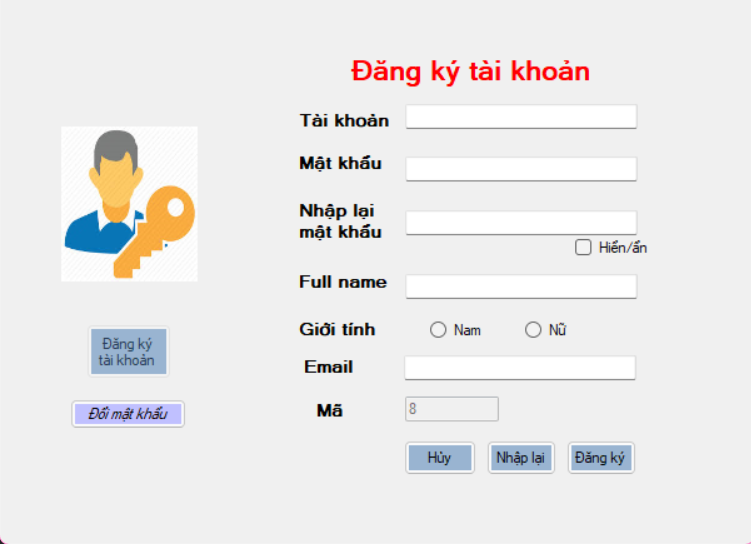 Đăng ký tài khoản
Tài khoản
Mật khẩu
Nhập lại
mật khẩu
Hiển/ẩn
Full name
Giới tính
Nam
Nữ
Email
Mã
8
Hủy
Nhập lại
Đăng ký
Đăng ký
tài khoản
Đổi mật khẩu